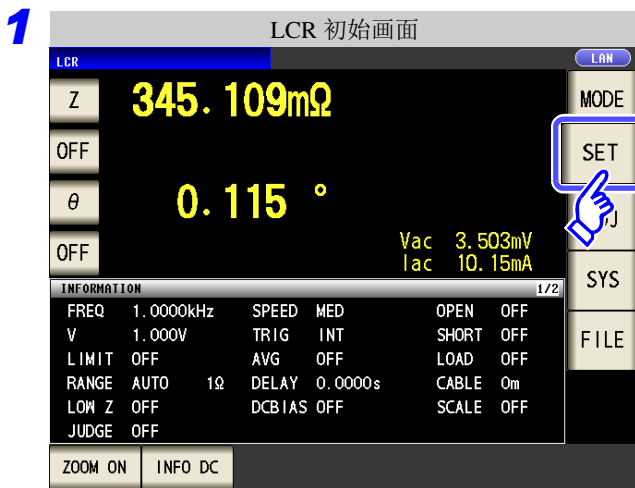 1
LCR 初始画面
LCR
LAN
Z 345.109mΩ
MODE
OFF
SET
θ 0.115 °
OFF
Vac 3.503mV
Iac 10.15mA
SYS
INFORMATION 1/2
FREQ 1.0000kHz SPEED MED OPEN OFF
V 1.000V TRIG INT SHORT OFF
FILE
LIMIT OFF AVG OFF LOAD OFF
RANGE AUTO 1Ω DELAY 0.0000s CABLE 0m
LOW Z OFF DCBIAS OFF SCALE OFF
JUDGE OFF
ZOOM ON INFO DC